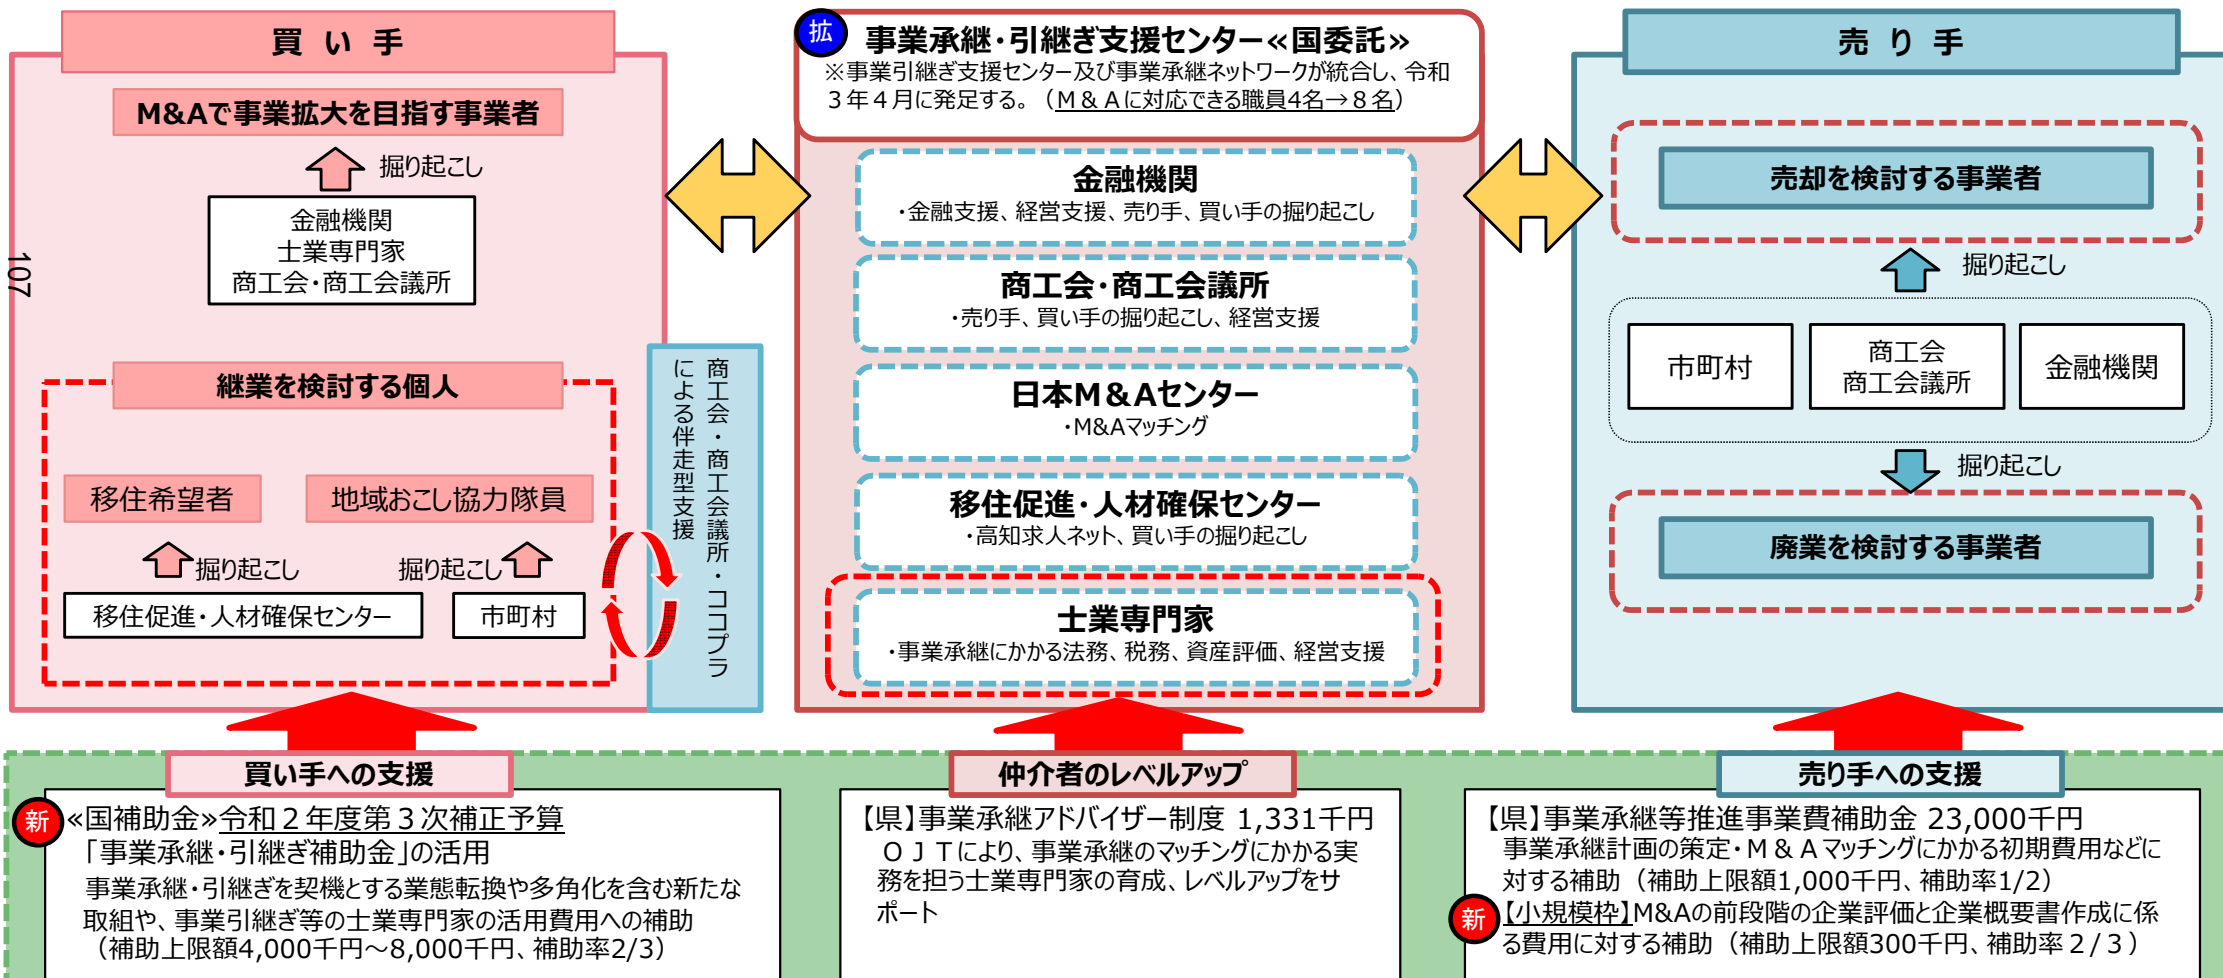 買い手
M&Aで事業拡大を目指す事業者
掘り起こし
金融機関
士業専門家
商工会・商工会議所
107
継業を検討する個人
移住希望者
地域おこし協力隊員
掘り起こし
掘り起こし
移住促進・人材確保センター
市町村
商工会・商工会議所・ココプラ
による伴走型支援
拡
事業承継・引継ぎ支援センター≪国委託≫
※事業引継ぎ支援センター及び事業承継ネットワークが統合し、令和
3年4月に発足する。（M＆Aに対応できる職員4名→8名）
金融機関
・金融支援、経営支援、売り手、買い手の掘り起こし
商工会・商工会議所
・売り手、買い手の掘り起こし、経営支援
日本M＆Aセンター
・M&Aマッチング
移住促進・人材確保センター
・高知求人ネット、買い手の掘り起こし
士業専門家
・事業承継にかかる法務、税務、資産評価、経営支援
売り手
売却を検討する事業者
掘り起こし
市町村
商工会
商工会議所
金融機関
掘り起こし
廃業を検討する事業者
買い手への支援
新
≪国補助金≫令和２年度第３次補正予算
「事業承継・引継ぎ補助金」の活用
事業承継・引継ぎを契機とする業態転換や多角化を含む新たな
取組や、事業引継ぎ等の士業専門家の活用費用への補助
（補助上限額4,000千円～8,000千円、補助率2/3）
仲介者のレベルアップ
【県】事業承継アドバイザー制度 1,331千円
ＯＪＴにより、事業承継のマッチングにかかる実
務を担う士業専門家の育成、レベルアップをサ
ポート
売り手への支援
【県】事業承継等推進事業費補助金 23,000千円
事業承継計画の策定・Ｍ＆Ａマッチングにかかる初期費用などに
対する補助（補助上限額1,000千円、補助率1/2）
新
【小規模枠】M&Aの前段階の企業評価と企業概要書作成に係
る費用に対する補助（補助上限額300千円、補助率２/３）